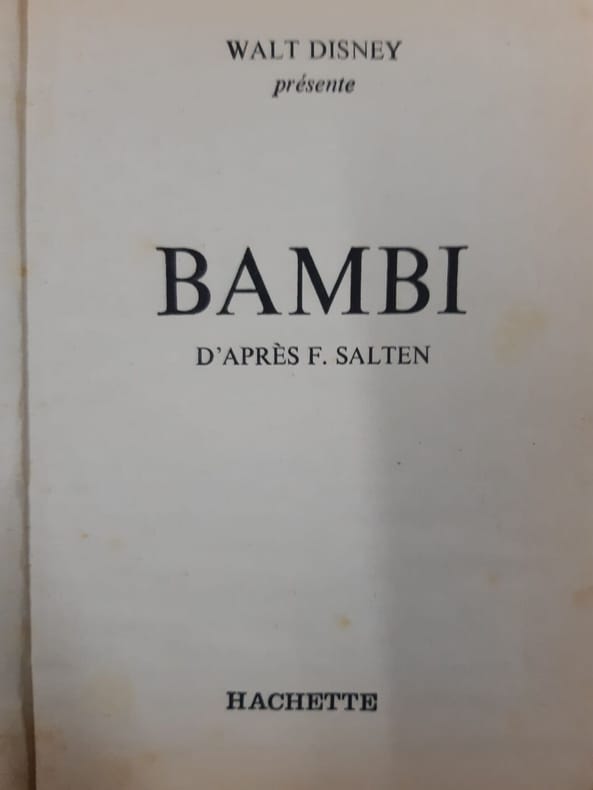 WALT DISNEY
présente
BAMBI
D'APRÈS F. SALTEN
HACHETTE